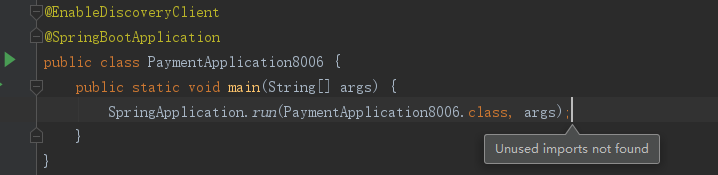 @EnableDiscoveryClient
@SpringBootApplication
public class PaymentApplication8006 {
    public static void main(String[] args) {
        SpringApplication.run(PaymentApplication8006.class, args);
    }
}
Unused imports not found